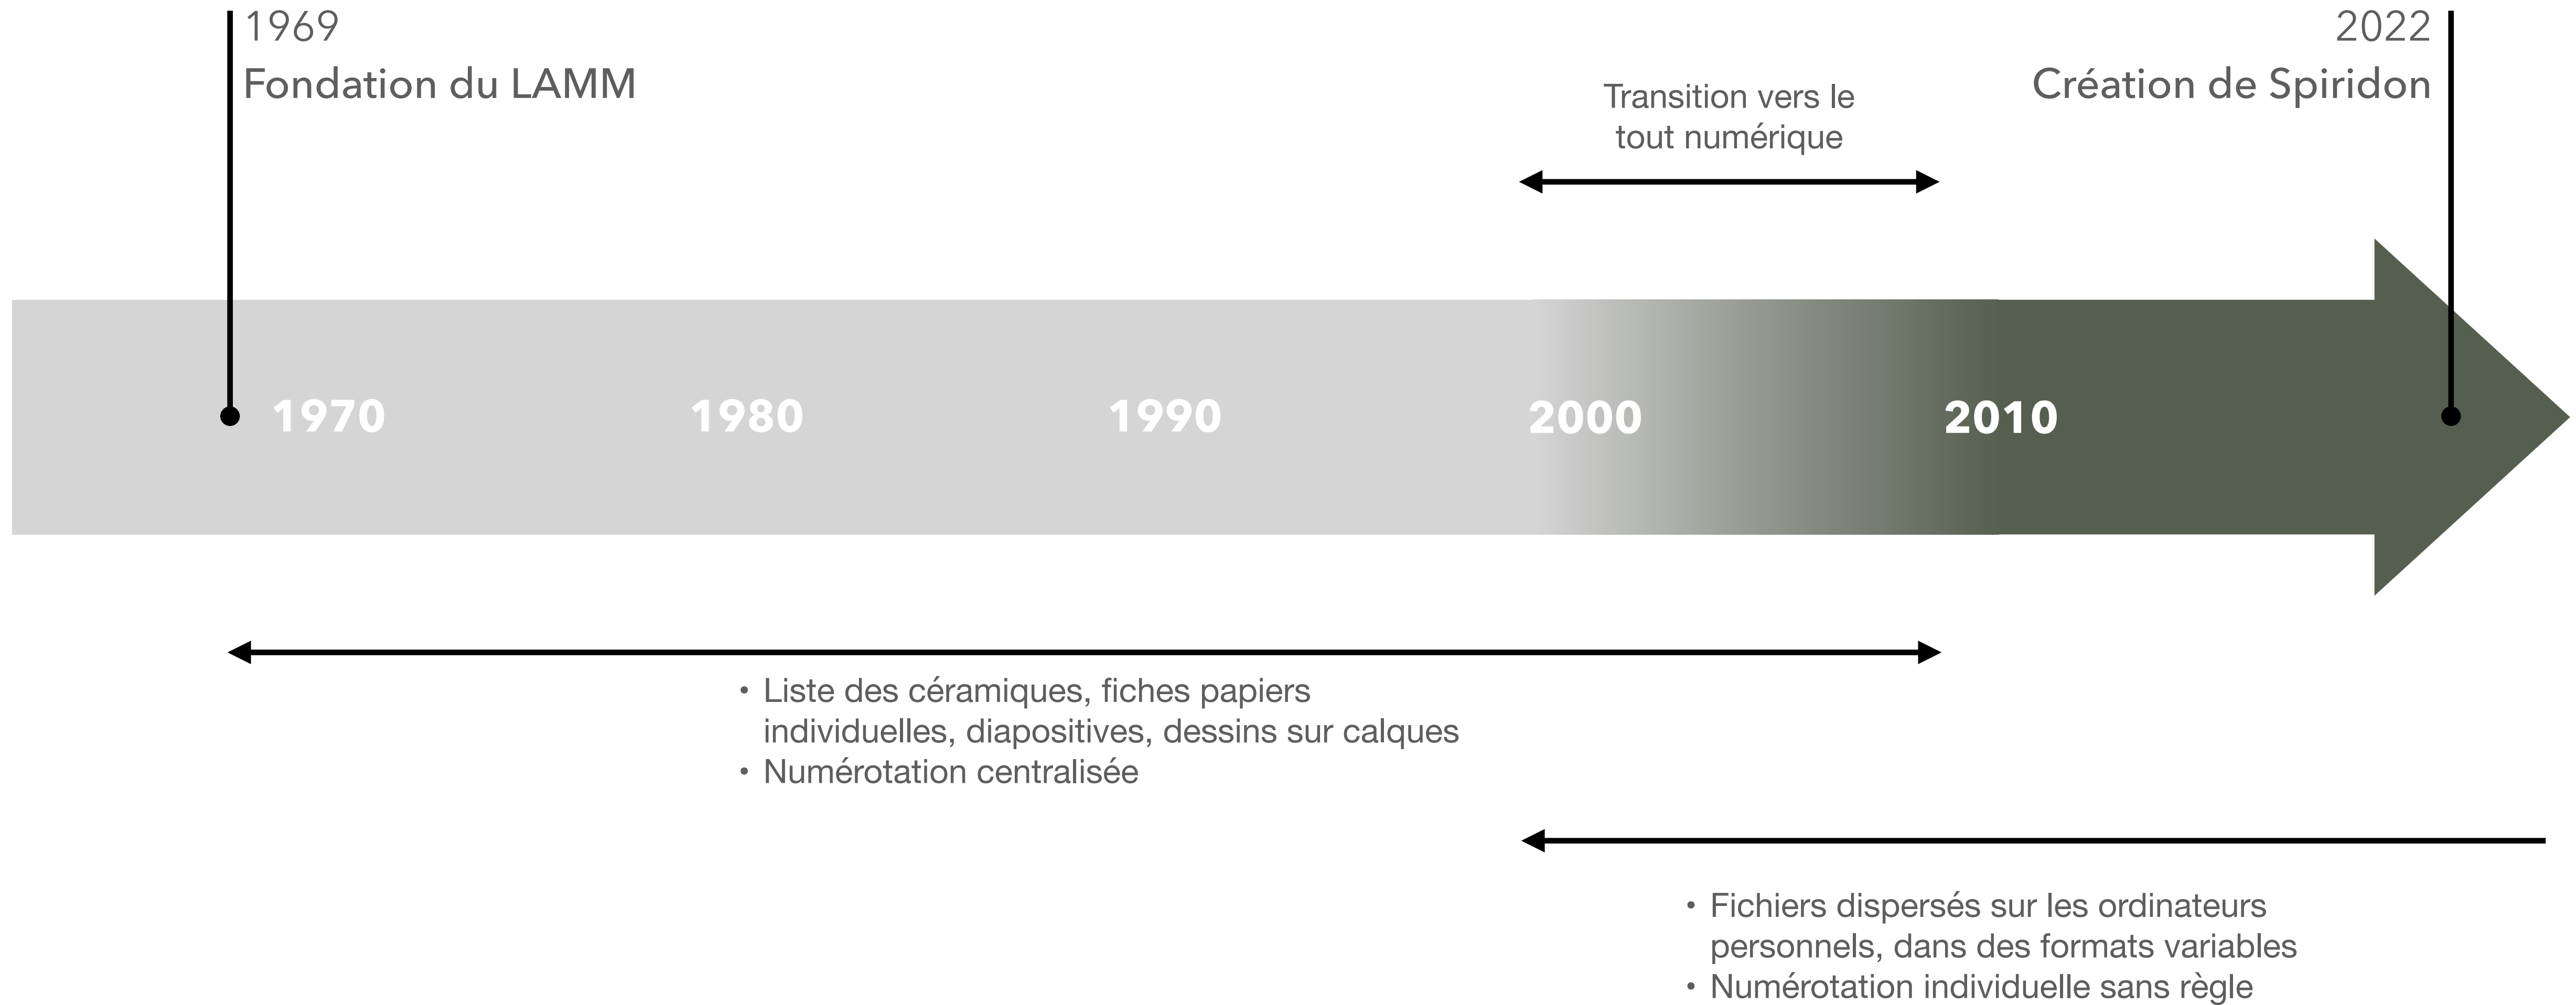 1969
Fondation du LAMM
2022
Création de Spiridon
Transition vers le
tout numérique
1970
1980
1990
2000
2010
• Liste des céramiques, fiches papiers
individuelles, diapositives, dessins sur calques
• Numérotation centralisée
• Fichiers dispersés sur les ordinateurs
personnels, dans des formats variables
• Numérotation individuelle sans règle